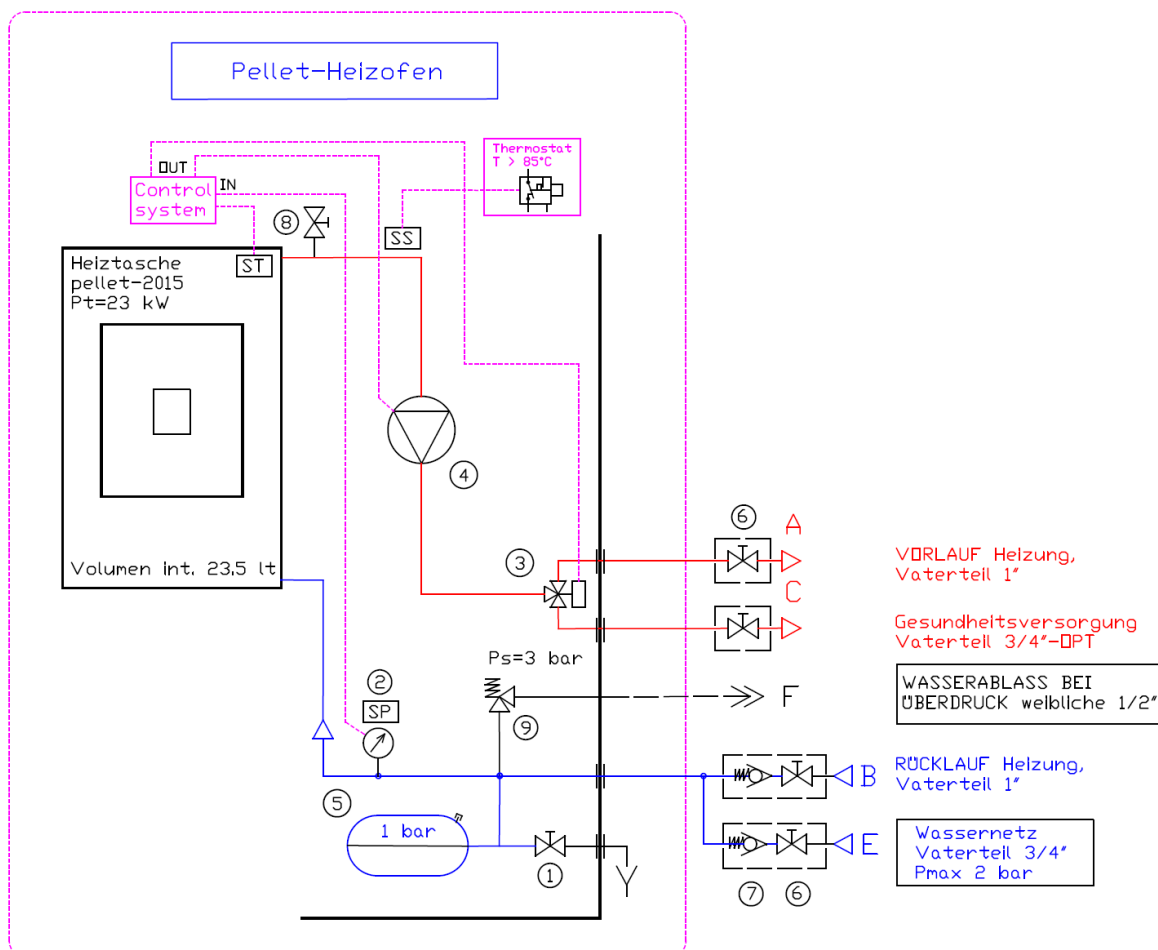 Pellet-Heizofen
OUT
IN
Control
system
Thermostat
T > 85°C
8
SS
ST
Heiztasche
pellet-2015
Pt=23 kW
4
Volumen int. 23.5 lt
3
6
A
VORLAUF Heizung,
Vaterteil 1"
C
Gesundheitsversorgung
Vaterteil 3/4"-OPT
Ps=3 bar
2
SP
9
F
WASSERABLASS BEI
ÜBERDRUCK weibliche 1/2"
B
RÜCKLAUF Heizung,
Vaterteil 1"
5
1 bar
1
E
Wassernetz
Vaterteil 3/4"
Pmax 2 bar
7
6